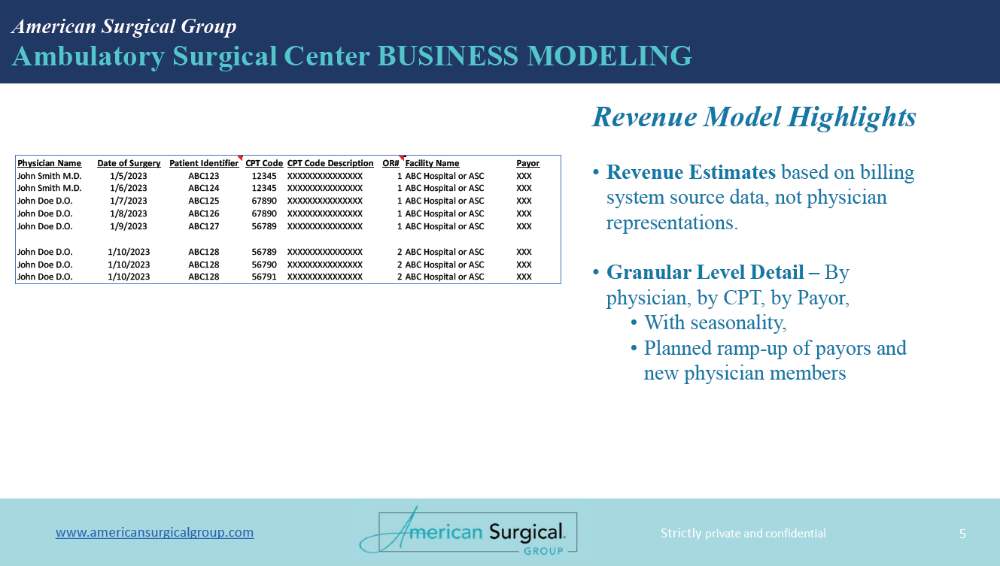 American Surgical Group
Ambulatory Surgical Center BUSINESS MODELING
Physician Name Date of Surgery Patient Identifier CPT Code CPT Code Description OR# Facility Name Payor
John Smith M.D. 1/5/2023 ABC123 12345 XXXXXXXXXXXXXXX 1 ABC Hospital or ASC XXX
John Smith M.D. 1/6/2023 ABC124 12345 XXXXXXXXXXXXXXX 1 ABC Hospital or ASC XXX
John Doe D.O. 1/7/2023 ABC125 67890 XXXXXXXXXXXXXXX 1 ABC Hospital or ASC XXX
John Doe D.O. 1/8/2023 ABC126 67890 XXXXXXXXXXXXXXX 1 ABC Hospital or ASC XXX
John Doe D.O. 1/9/2023 ABC127 56789 XXXXXXXXXXXXXXX 1 ABC Hospital or ASC XXX
John Doe D.O. 1/10/2023 ABC128 56789 XXXXXXXXXXXXXXX 2 ABC Hospital or ASC XXX
John Doe D.O. 1/10/2023 ABC128 56790 XXXXXXXXXXXXXXX 2 ABC Hospital or ASC XXX
John Doe D.O. 1/10/2023 ABC128 56791 XXXXXXXXXXXXXXX 2 ABC Hospital or ASC XXX
Revenue Model Highlights
• Revenue Estimates based on billing
system source data, not physician
representations.
• Granular Level Detail – By
physician, by CPT, by Payor,
• With seasonality,
• Planned ramp-up of payors and
new physician members
www.americansurgicalgroup.com
American Surgical.
GROUP
Strictly private and confidential
5